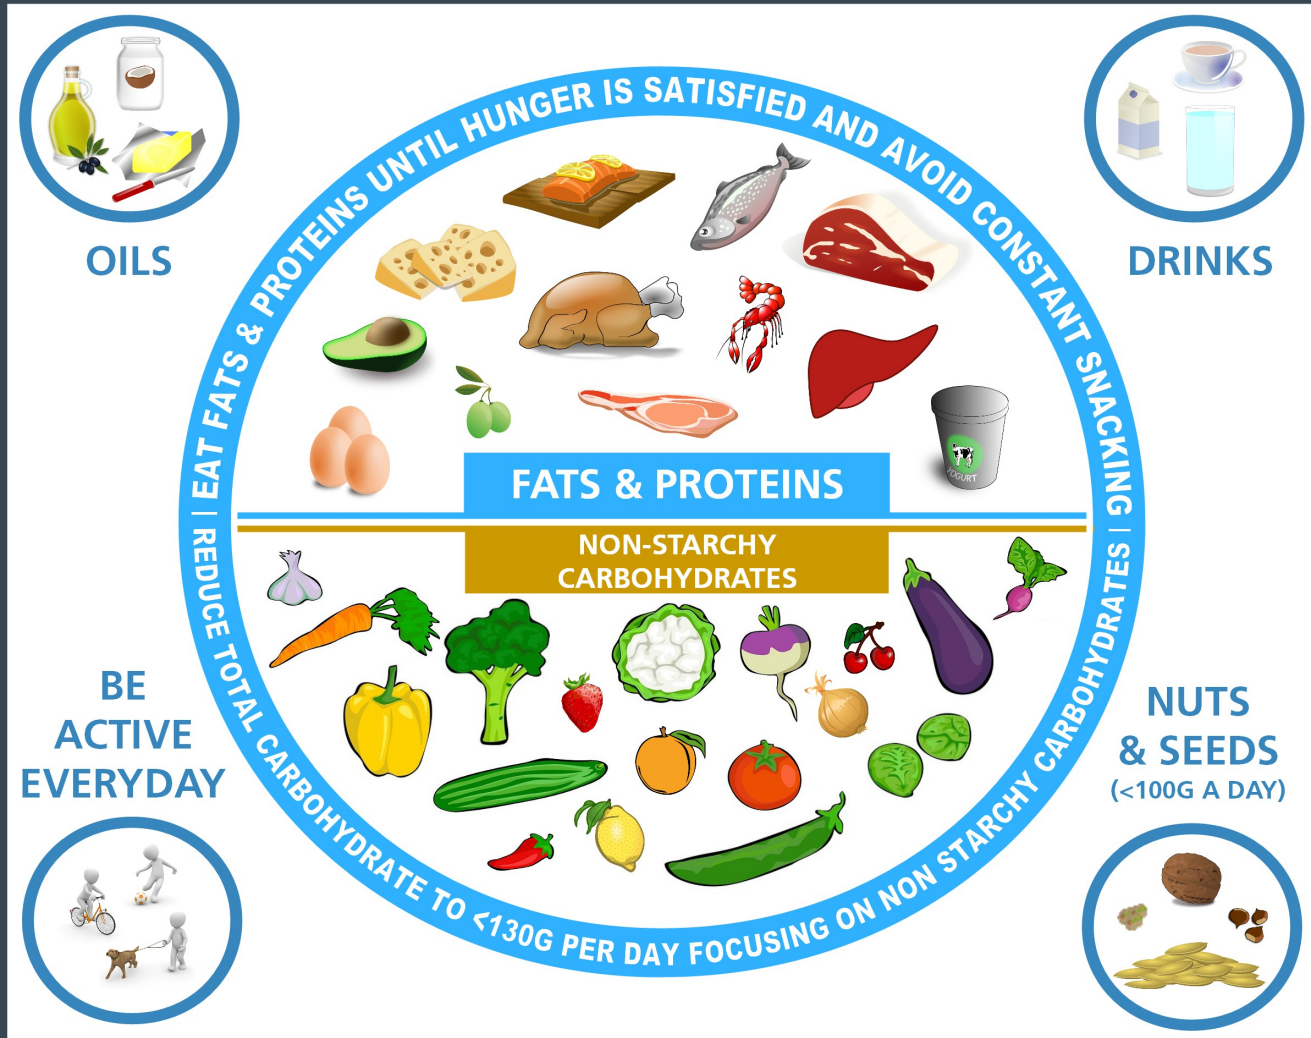 OILS
DRINKS
| EAT FATS & PROTEINS UNTIL HUNGER IS SATISFIED AND AVOID CONSTANT SNACKING |
YOGURT
FATS & PROTEINS
NON-STARCHY
CARBOHYDRATES
REDUCE TOTAL CARBOHYDRATE TO <130G PER DAY FOCUSING ON NON STARCHY CARBOHYDRATES
BE
ACTIVE
EVERYDAY
NUTS
& SEEDS
(<100G A DAY)